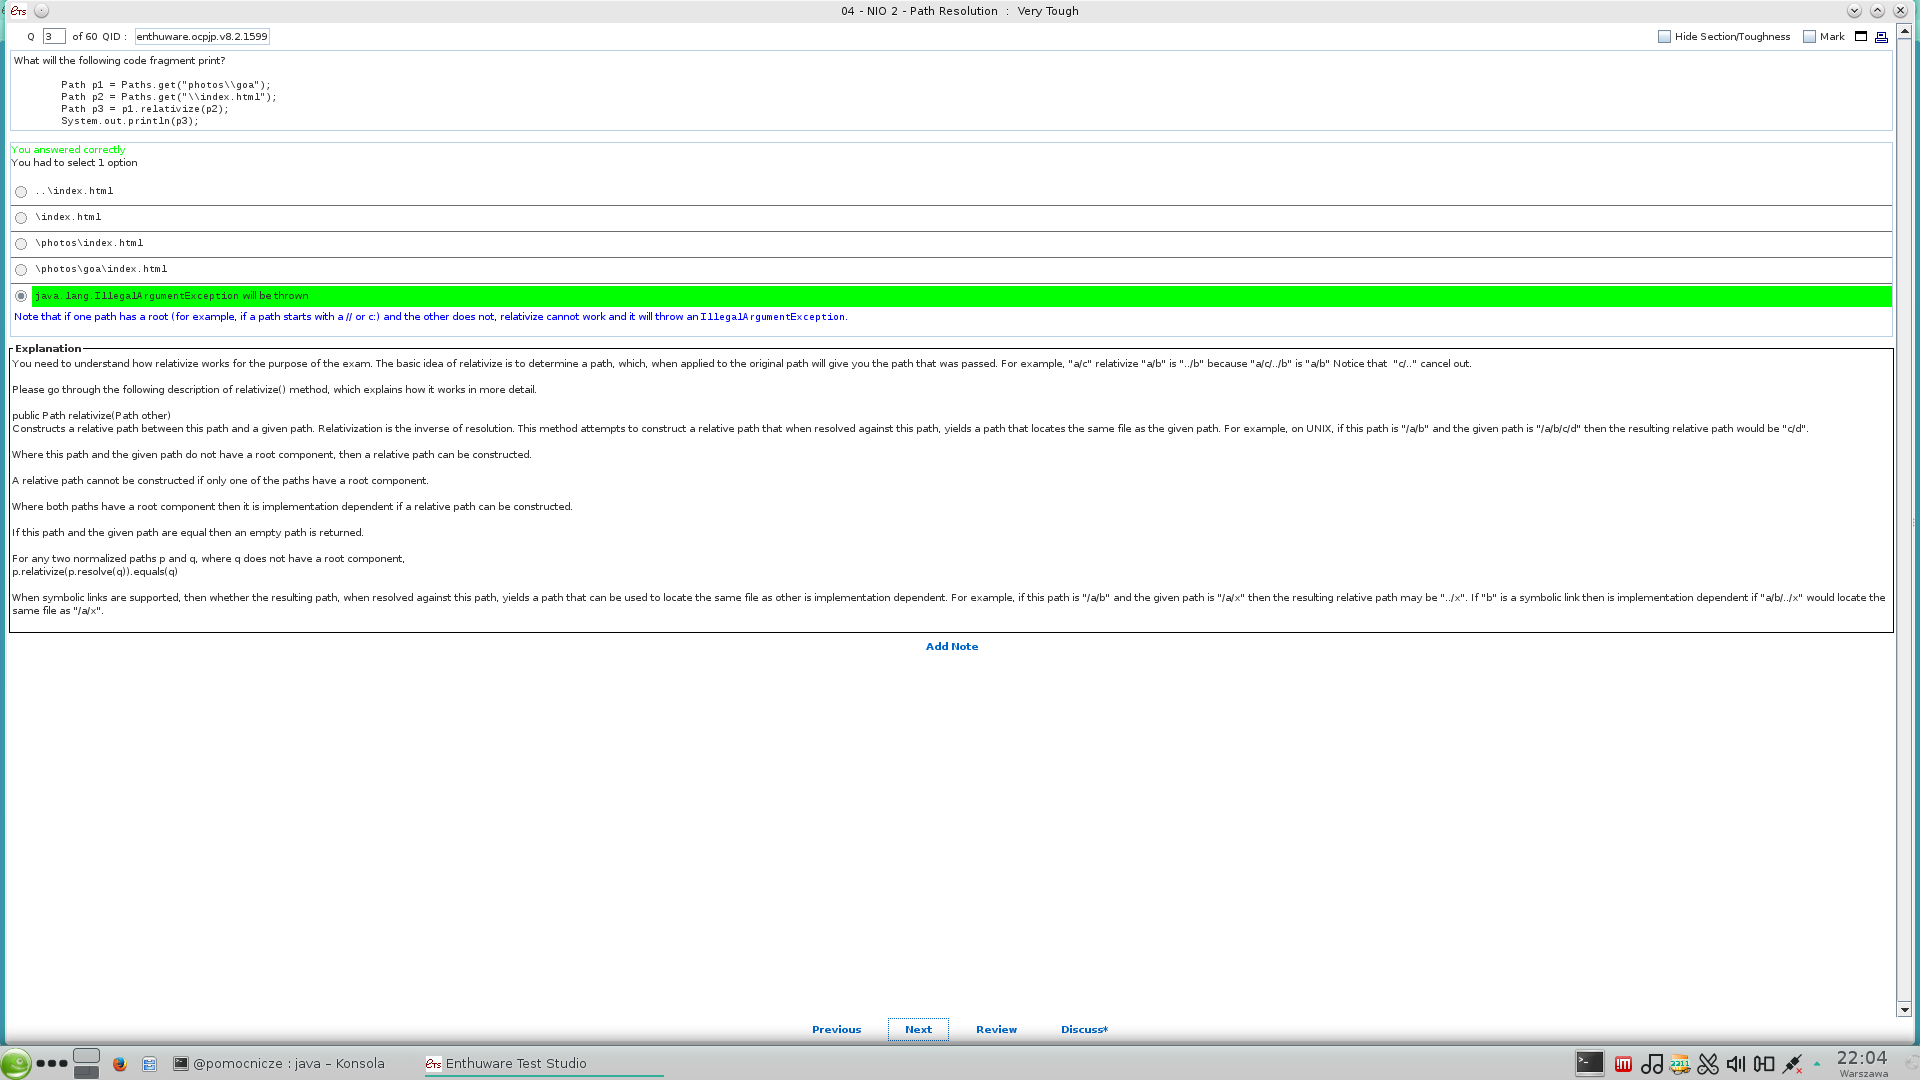 ETS
04 - NIO 2 - Path Resolution : Very Tough
Q 3 of 60 QID : enthuware.ocpjp.v8.2.1599
Hide Section/Toughness Mark
What will the following code fragment print?
Path p1 = Paths.get("photos\\goa");
Path p2 = Paths.get("\\index.html");
Path p3 = p1.relativize(p2);
System.out.println(p3);
You answered correctly
You had to select 1 option
..\index.html
\index.html
\photos\index.html
\photos\goa\index.html
java.lang.IllegalArgumentException will be thrown
Note that if one path has a root (for example, if a path starts with a // or c:) and the other does not, relativize cannot work and it will throw an IllegalArgumentException.
Explanation
You need to understand how relativize works for the purpose of the exam. The basic idea of relativize is to determine a path, which, when applied to the original path will give you the path that was passed. For example, "a/c" relativize "a/b" is "../b" because "a/c/../b" is "a/b" Notice that "c/.." cancel out.
Please go through the following description of relativize() method, which explains how it works in more detail.
public Path relativize(Path other)
Constructs a relative path between this path and a given path. Relativization is the inverse of resolution. This method attempts to construct a relative path that when resolved against this path, yields a path that locates the same file as the given path. For example, on UNIX, if this path is "/a/b" and the given path is "/a/b/c/d" then the resulting relative path would be "c/d".
Where this path and the given path do not have a root component, then a relative path can be constructed.
A relative path cannot be constructed if only one of the paths have a root component.
Where both paths have a root component then it is implementation dependent if a relative path can be constructed.
If this path and the given path are equal then an empty path is returned.
For any two normalized paths p and q, where q does not have a root component,
p.relativize(p.resolve(q)).equals(q)
When symbolic links are supported, then whether the resulting path, when resolved against this path, yields a path that can be used to locate the same file as other is implementation dependent. For example, if this path is "/a/b" and the given path is "/a/x" then the resulting relative path may be "../x". If "b" is a symbolic link then is implementation dependent if "a/b/../x" would locate the
same file as "/a/x".
Add Note
Previous Next Review Discuss*
@pomocnicze : java – Konsola
ETS Enthuware Test Studio
22:04
Warszawa